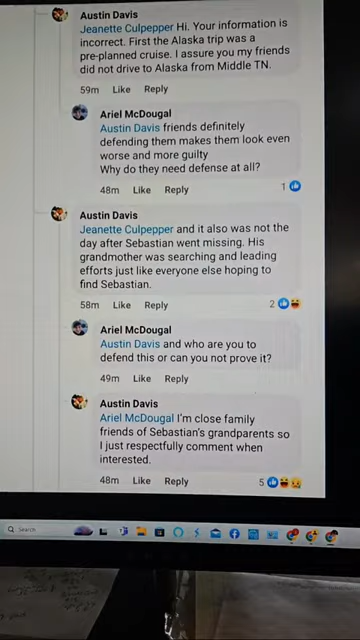 Austin Davis
Jeanette Culpepper Hi. Your information is
incorrect. First the Alaska trip was a
pre-planned cruise. I assure you my friends
did not drive to Alaska from Middle TN.
59m Like Reply
Ariel McDougal
Austin Davis friends definitely
defending them makes them look even
worse and more guilty
Why do they need defense at all?
48m Like Reply 1
Austin Davis
Jeanette Culpepper and it also was not the
day after Sebastian went missing. His
grandmother was searching and leading
efforts just like everyone else hoping to
find Sebastian.
58m Like Reply 2
Ariel McDougal
Austin Davis and who are you to
defend this or can you not prove it?
49m Like Reply
Austin Davis
Ariel McDougal I'm close family
friends of Sebastian's grandparents so
I just respectfully comment when
interested.
48m Like Reply 5
Search